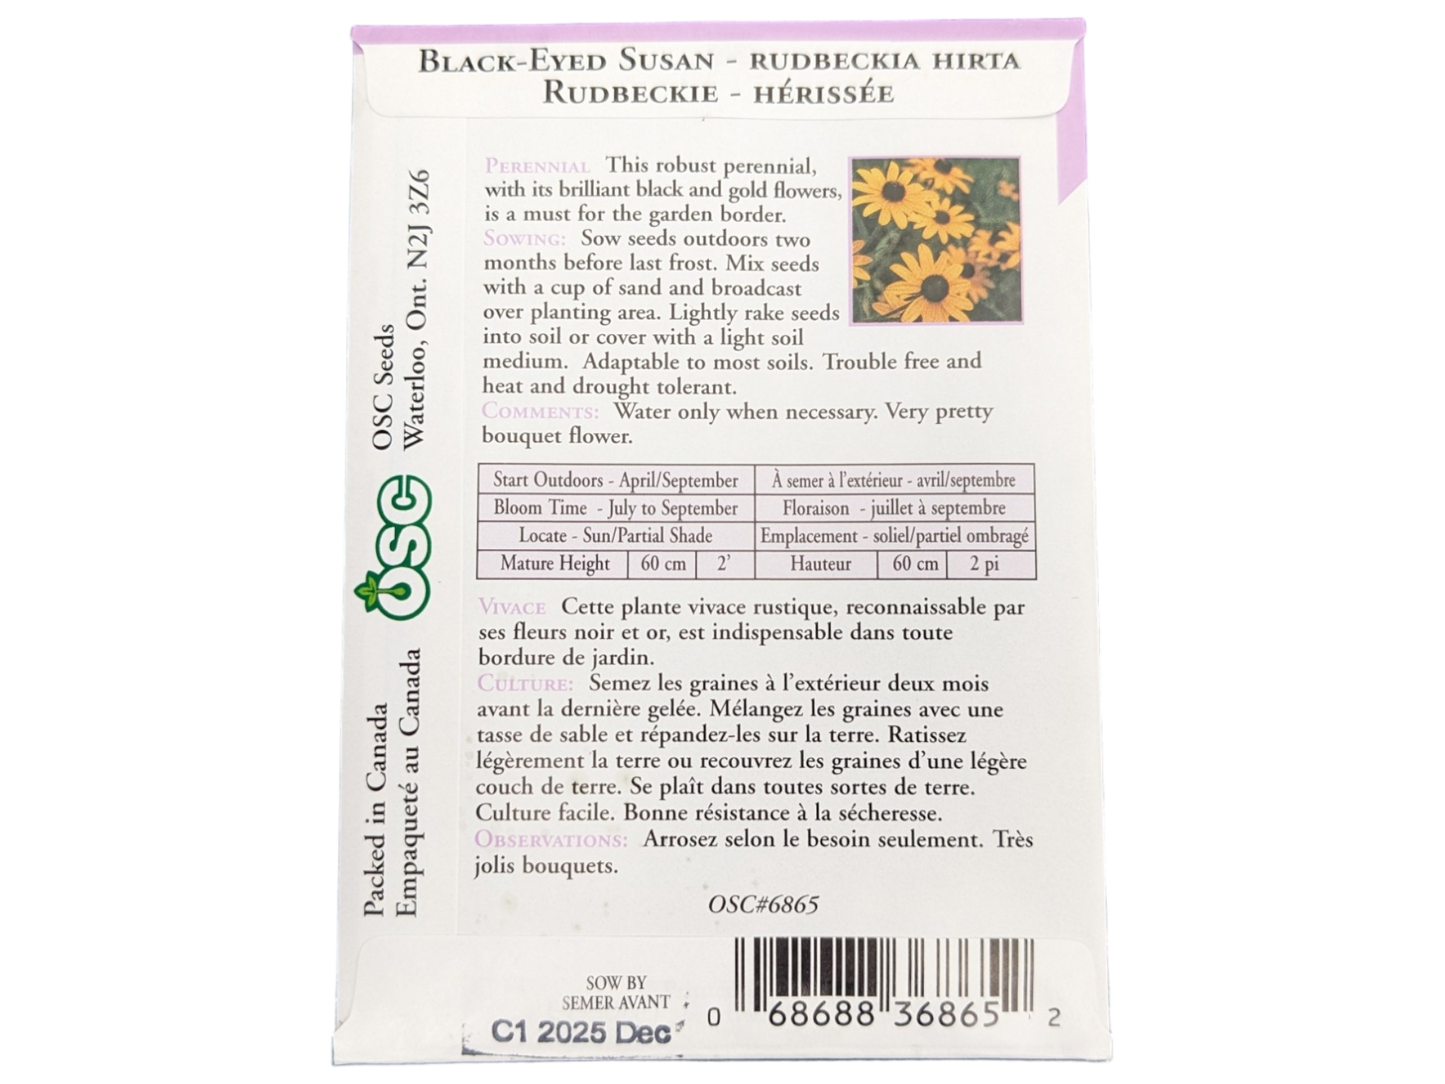 BLACK-EYED SUSAN - RUDBECKIA HIRTA
RUDBECKIE - HÉRISSÉE
PERENNIAL This robust perennial,
with its brilliant black and gold flowers,
is a must for the garden border.
SOWING: Sow seeds outdoors two
months before last frost. Mix seeds
with a cup of sand and broadcast
over planting area. Lightly rake seeds
into soil or cover with a light soil
medium. Adaptable to most soils. Trouble free and
heat and drought tolerant.
COMMENTS: Water only when necessary. Very pretty
bouquet flower.
Start Outdoors - April/September
À semer à l'extérieur - avril/septembre
Bloom Time - July to September
Floraison - juillet à septembre
Locate - Sun/Partial Shade
Emplacement - soliel/partiel ombragé
Mature Height 60 cm 2'
Hauteur 60 cm 2 pi
VIVACE Cette plante vivace rustique, reconnaissable par
ses fleurs noir et or, est indispensable dans toute
bordure de jardin.
CULTURE: Semez les graines à l'extérieur deux mois
avant la dernière gelée. Mélangez les graines avec une
tasse de sable et répandez-les sur la terre. Ratissez
légèrement la terre ou recouvrez les graines d'une légère
couch de terre. Se plaît dans toutes sortes de terre.
Culture facile. Bonne résistance à la sécheresse.
OBSERVATIONS: Arrosez selon le besoin seulement. Très
jolis bouquets.
OSC#6865
SOW BY
SEMER AVANT
C1 2025 Dec
0 68688 36865 2
OSC Seeds
Waterloo, Ont. N2J 3Z6
OSC
Packed in Canada
Empaqueté au Canada